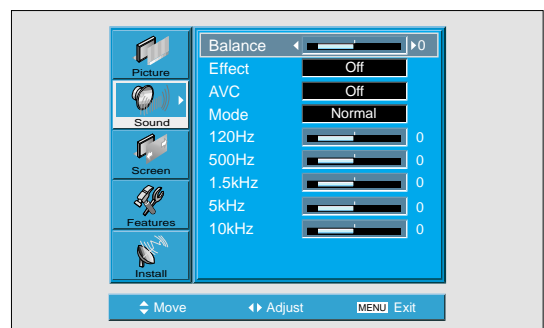 Picture
Sound
Screen
Features
Install
Balance 0
Effect Off
AVC Off
Mode Normal
120Hz 0
500Hz 0
1.5kHz 0
5kHz 0
10kHz 0
Move Adjust MENU Exit